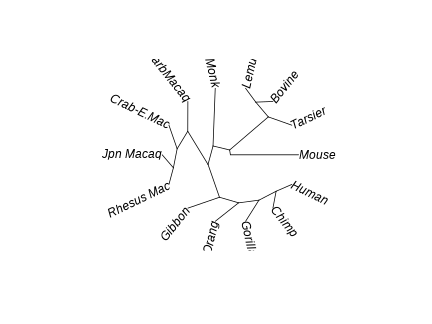 arbMacaq
Monk
Lemu
Bovine
Tarsier
Mouse
Human
Chimp
Gorill
Orang
Gibbon
Rhesus Mac
Jpn Macaq
Crab-E.Mac